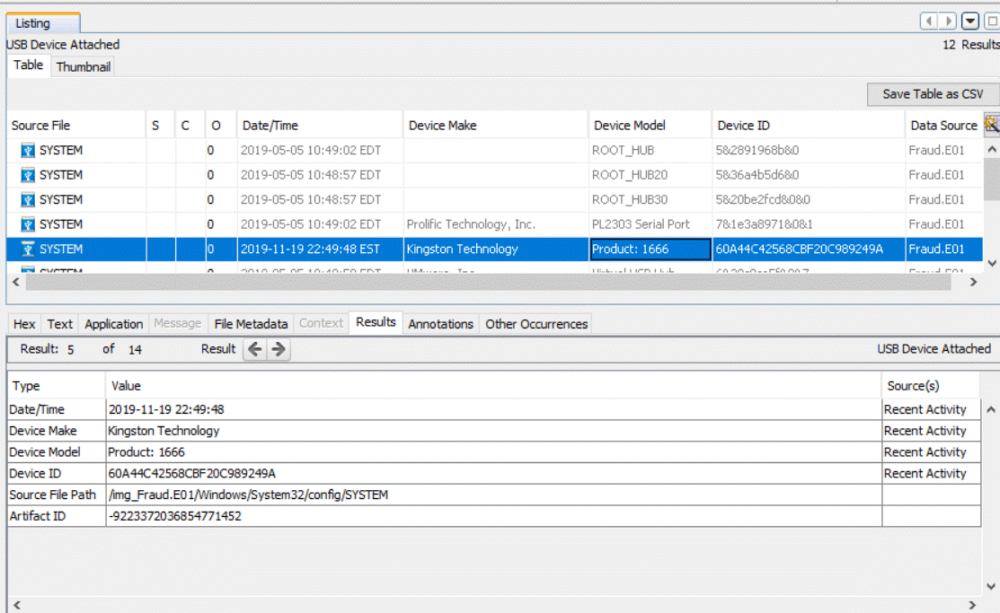 Listing
USB Device Attached 12 Results
Table Thumbnail
Save Table as CSV
Source File S C O Date/Time Device Make Device Model Device ID Data Source
SYSTEM 0 2019-05-05 10:49:02 EDT ROOT_HUB 5&2891968b&0 Fraud.E01
SYSTEM 0 2019-05-05 10:48:57 EDT ROOT_HUB20 5&36a4b5d6&0 Fraud.E01
SYSTEM 0 2019-05-05 10:48:57 EDT ROOT_HUB30 5&20be2fcd&0&0 Fraud.E01
SYSTEM 0 2019-05-05 10:49:02 EDT Prolific Technology, Inc. PL2303 Serial Port 7&1e3a8971&0&1 Fraud.E01
SYSTEM 0 2019-11-19 22:49:48 EST Kingston Technology Product: 1666 60A44C42568CBF20C989249A Fraud.E01
Hex Text Application Message File Metadata Context Results Annotations Other Occurrences
Result: 5 of 14 Result USB Device Attached
Type Value Source(s)
Date/Time 2019-11-19 22:49:48 Recent Activity
Device Make Kingston Technology Recent Activity
Device Model Product: 1666 Recent Activity
Device ID 60A44C42568CBF20C989249A Recent Activity
Source File Path /img_Fraud.E01/Windows/System32/config/SYSTEM
Artifact ID -9223372036854771452